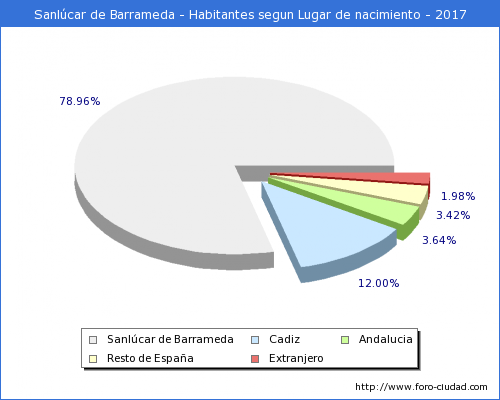 Sanlúcar de Barrameda - Habitantes segun Lugar de nacimiento - 2017
78.96%
1.98%
3.42%
3.64%
12.00%
Sanlúcar de Barrameda Cadiz Andalucia
Resto de España Extranjero
http://www.foro-ciudad.com